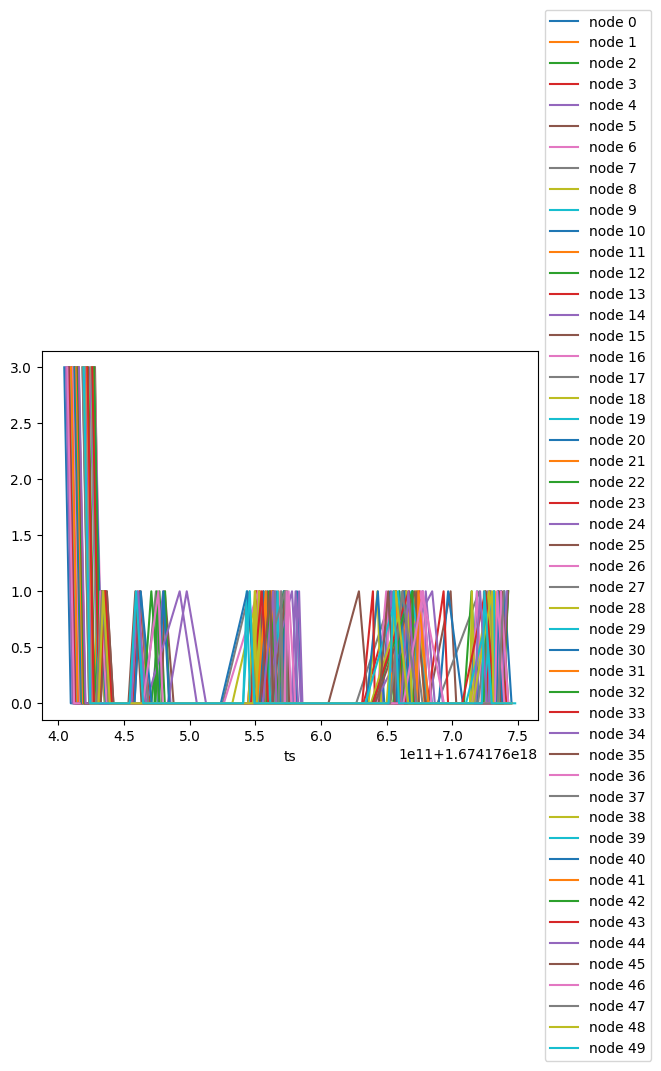 3.0
2.5
2.0
1.5
1.0
0.5
0.0
4.0 4.5 5.0 5.5 6.0 6.5 7.0 7.5
ts
1e11+1.674176e18
node 0
node 1
node 2
node 3
node 4
node 5
node 6
node 7
node 8
node 9
node 10
node 11
node 12
node 13
node 14
node 15
node 16
node 17
node 18
node 19
node 20
node 21
node 22
node 23
node 24
node 25
node 26
node 27
node 28
node 29
node 30
node 31
node 32
node 33
node 34
node 35
node 36
node 37
node 38
node 39
node 40
node 41
node 42
node 43
node 44
node 45
node 46
node 47
node 48
node 49